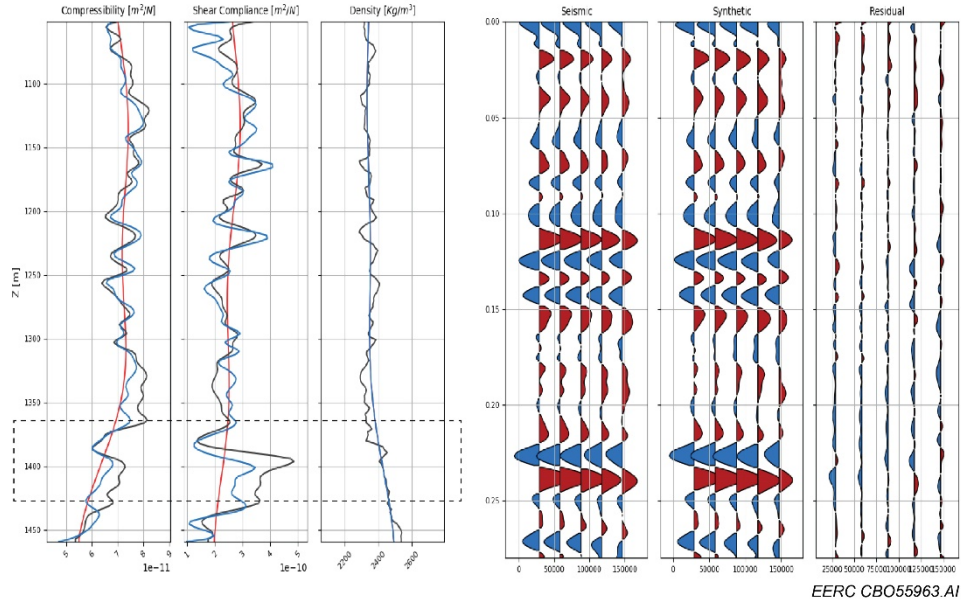 Compressibility [m²/N]
Shear Compliance [m²/N]
Density [Kg/m³]
Seismic
Synthetic
Residual
Z [m]
1100
1150
1200
1250
1300
1350
1400
1450
5 6 7 8 9
1e−11
1 2 3 4 5
1e−10
2200 2400 2600
0.00
0.05
0.10
0.15
0.20
0.25
0 50000 100000 150000
0 50000 100000 150000
25000 50000 75000 100000 125000 150000
EERC CBO55963.AI